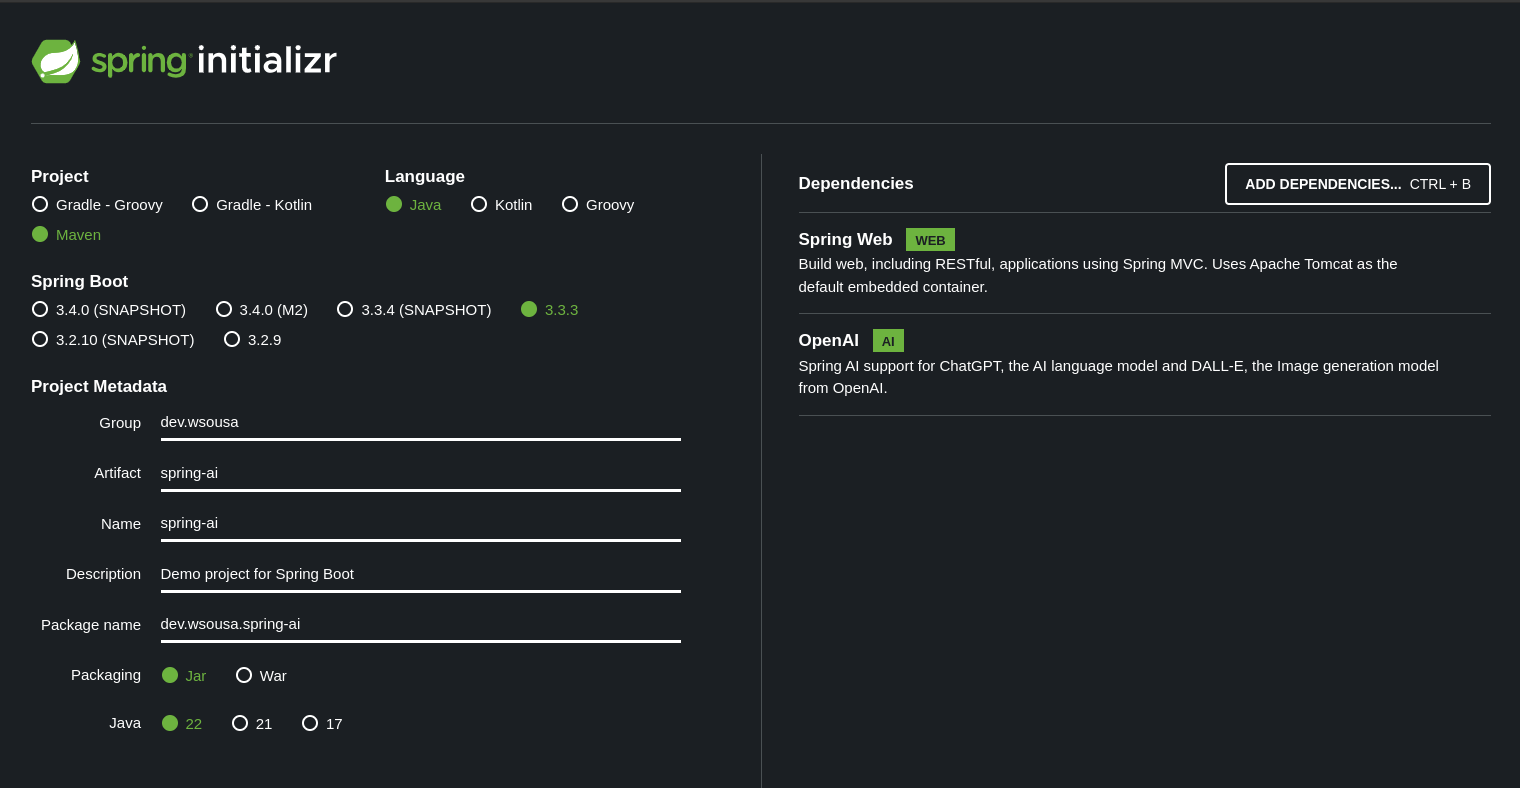 spring initializr
Project
Gradle - Groovy Gradle - Kotlin
Maven
Language
Java Kotlin Groovy
Spring Boot
3.4.0 (SNAPSHOT) 3.4.0 (M2) 3.3.4 (SNAPSHOT) 3.3.3
3.2.10 (SNAPSHOT) 3.2.9
Project Metadata
Group dev.wsousa
Artifact spring-ai
Name spring-ai
Description Demo project for Spring Boot
Package name dev.wsousa.spring-ai
Packaging Jar War
Java 22 21 17
Dependencies ADD DEPENDENCIES... CTRL + B
Spring Web WEB
Build web, including RESTful, applications using Spring MVC. Uses Apache Tomcat as the
default embedded container.
OpenAI AI
Spring AI support for ChatGPT, the AI language model and DALL-E, the Image generation model
from OpenAI.